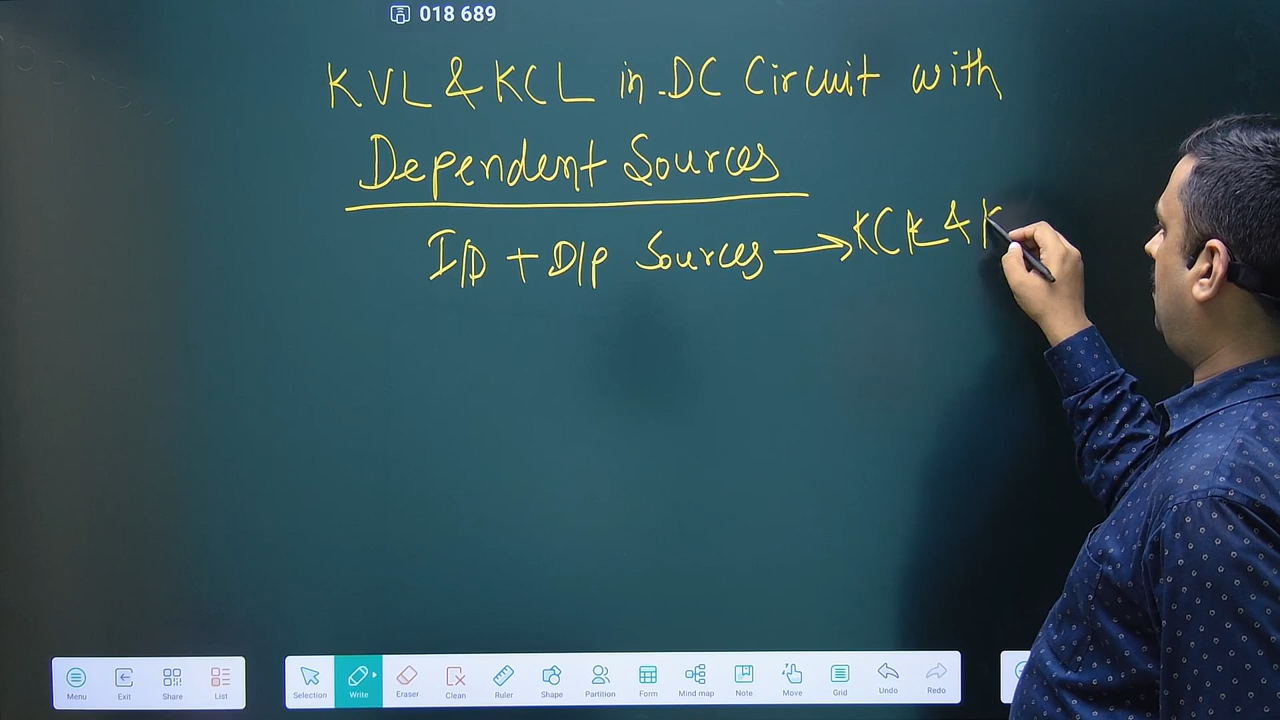 018 689
KVL & KCL in DC Circuit with
Dependent Sources
I/D + D/P Sources → KCL & K
Menu Exit Share List Selection Write Eraser Clean Ruler Shape Partition Form Mind map Note Move Grid Undo Redo